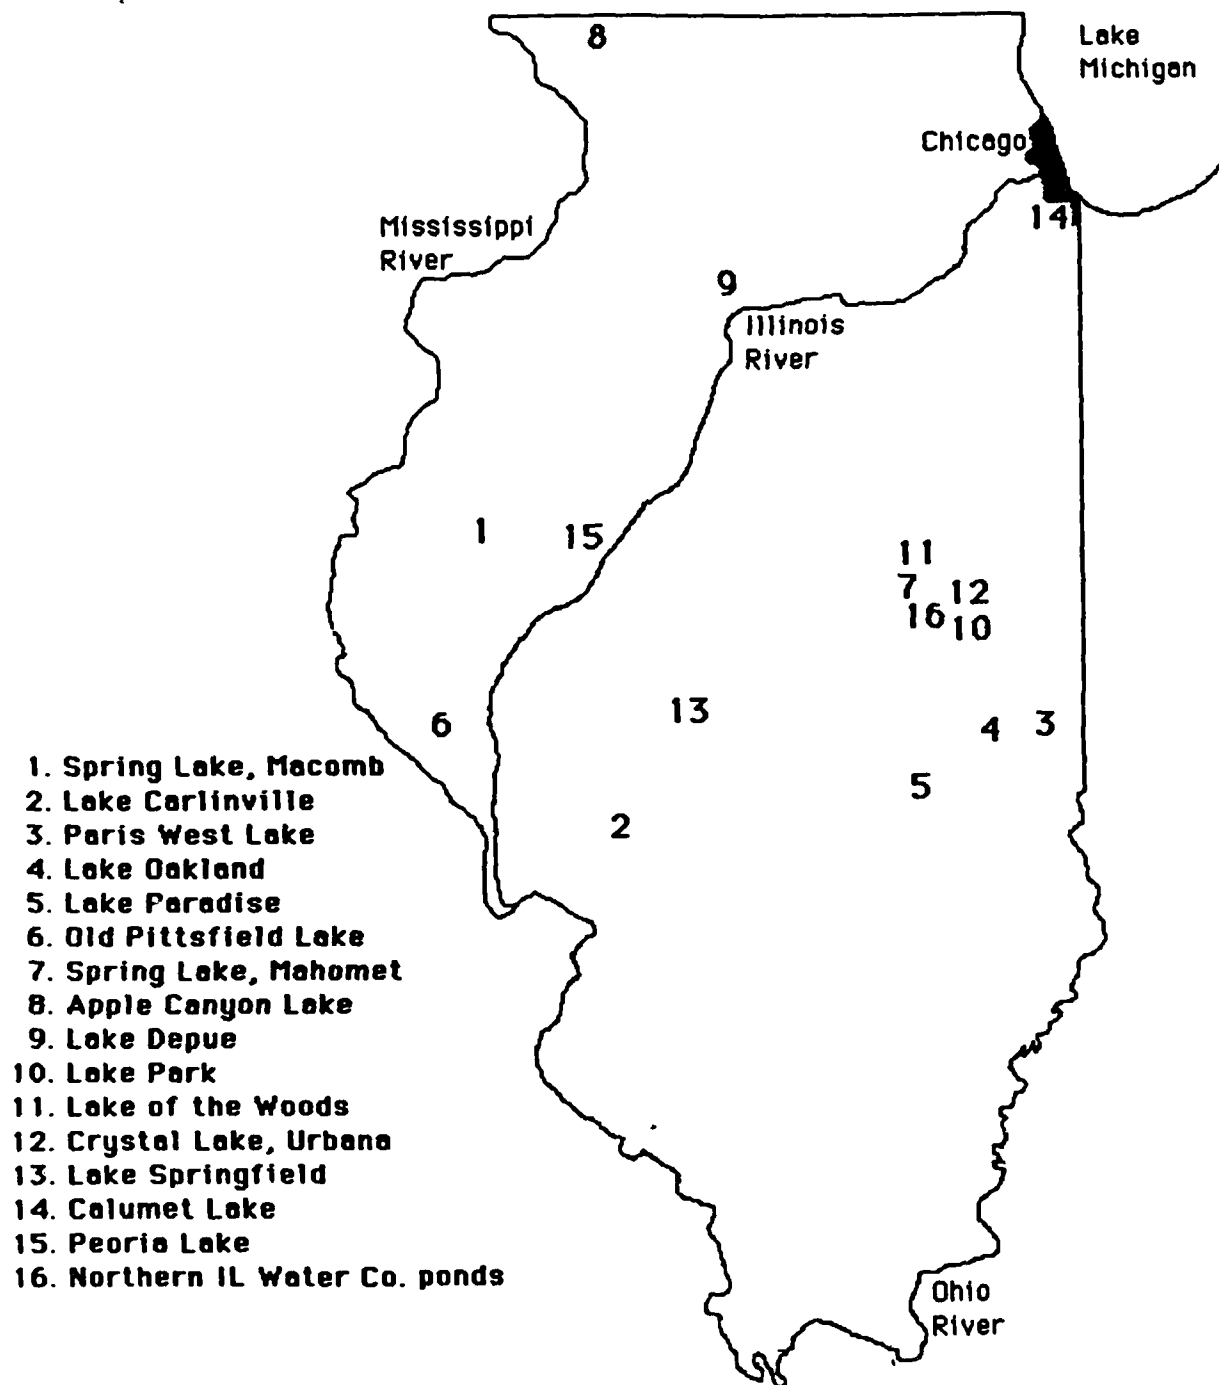 8
Lake
Michigan
Chicago
14
Mississippi
River
9
Illinois
River
1
15
11
7
12
16
10
6
13
4
3
5
2
1. Spring Lake, Macomb
2. Lake Carlinville
3. Paris West Lake
4. Lake Oakland
5. Lake Paradise
6. Old Pittsfield Lake
7. Spring Lake, Mahomet
8. Apple Canyon Lake
9. Lake Depue
10. Lake Park
11. Lake of the Woods
12. Crystal Lake, Urbana
13. Lake Springfield
14. Calumet Lake
15. Peoria Lake
16. Northern IL Water Co. ponds
Ohio
River